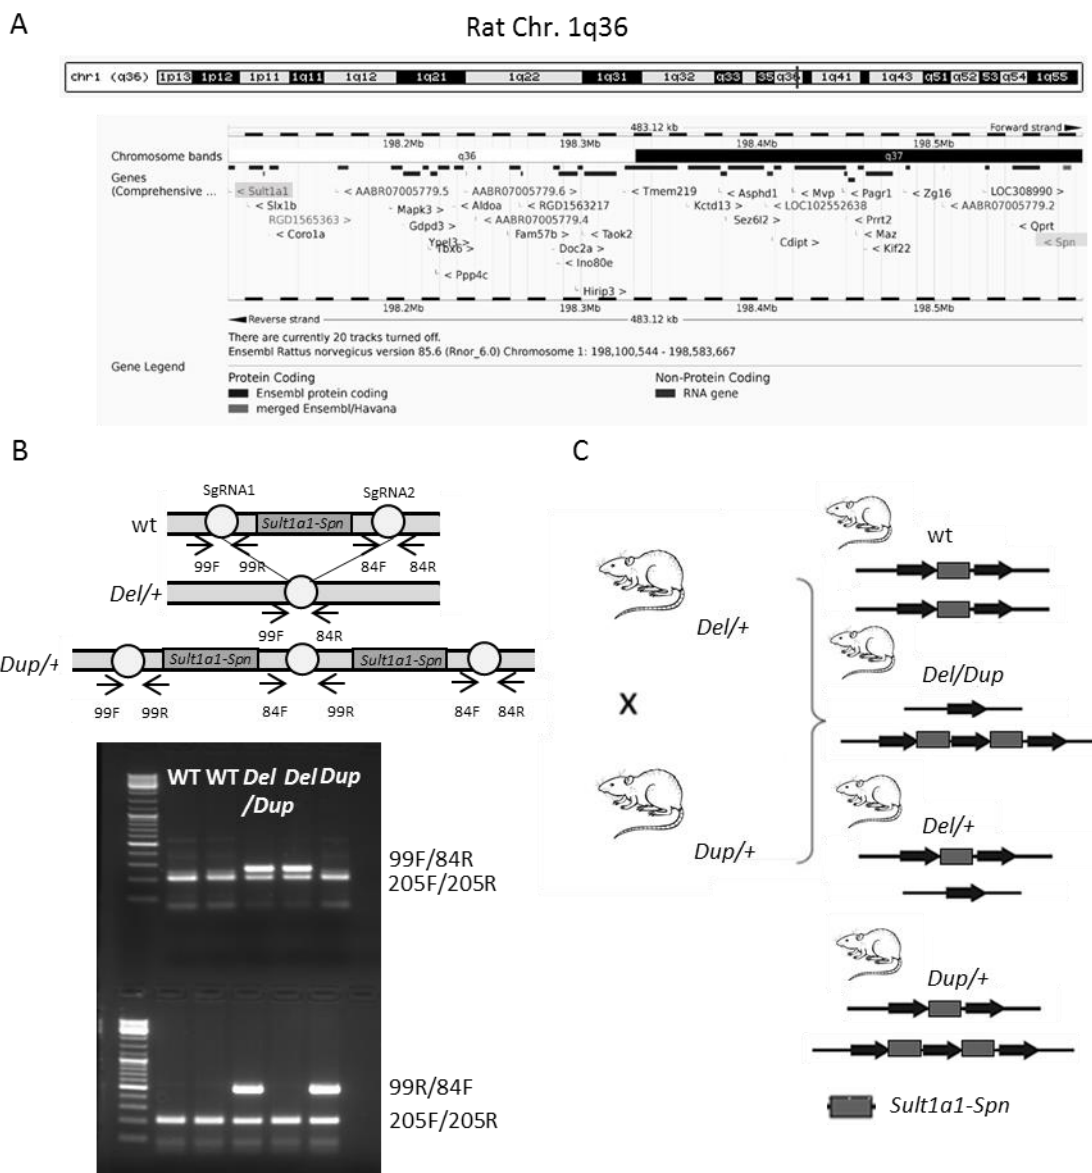 A
Rat Chr. 1q36
chr1 (q36) 1p13 1p12 1p11 1q11 1q12 1q21 1q22 1q31 1q32 q33 35 q36 1q41 1q43 q51 q52 53 q54 1q55
483.12 kb Forward strand
198.2Mb 198.3Mb 198.4Mb 198.5Mb
Chromosome bands q36 q37
Genes
(Comprehensive ...
< Sult1a1 < AABR07005779.5 AABR07005779.6 > < Tmem219 < Asphd1 < Mvp < Pagr1 < Zg16 LOC308990 >
< Slx1b Mapk3 > < Aldoa < RGD1563217 Kctd13 > < LOC102552638 < AABR07005779.2
RGD1565363 > Gdpd3 > < AABR07005779.4 Sez6l2 > < Prrt2 < Qprt
< Coro1a Ypel3 > Fam57b > < Taok2 < Maz < Spn
Tbx6 > Doc2a > Cdipt > < Kif22
< Ppp4c < Ino80e
Hirip3 >
198.2Mb 198.3Mb 198.4Mb 198.5Mb
Reverse strand 483.12 kb
There are currently 20 tracks turned off.
Ensembl Rattus norvegicus version 85.6 (Rnor_6.0) Chromosome 1: 198,100,544 - 198,583,667
Gene Legend
Protein Coding Non-Protein Coding
Ensembl protein coding RNA gene
merged Ensembl/Havana
B
SgRNA1 SgRNA2
wt Sult1a1-Spn
99F 99R 84F 84R
Del/+
99F 84R
Dup/+ Sult1a1-Spn Sult1a1-Spn
99F 99R 84F 99R 84F 84R
WT WT Del Del Dup
/Dup
99F/84R
205F/205R
99R/84F
205F/205R
C
wt
Del/+
Del/Dup
X
Del/+
Dup/+
Dup/+
Sult1a1-Spn